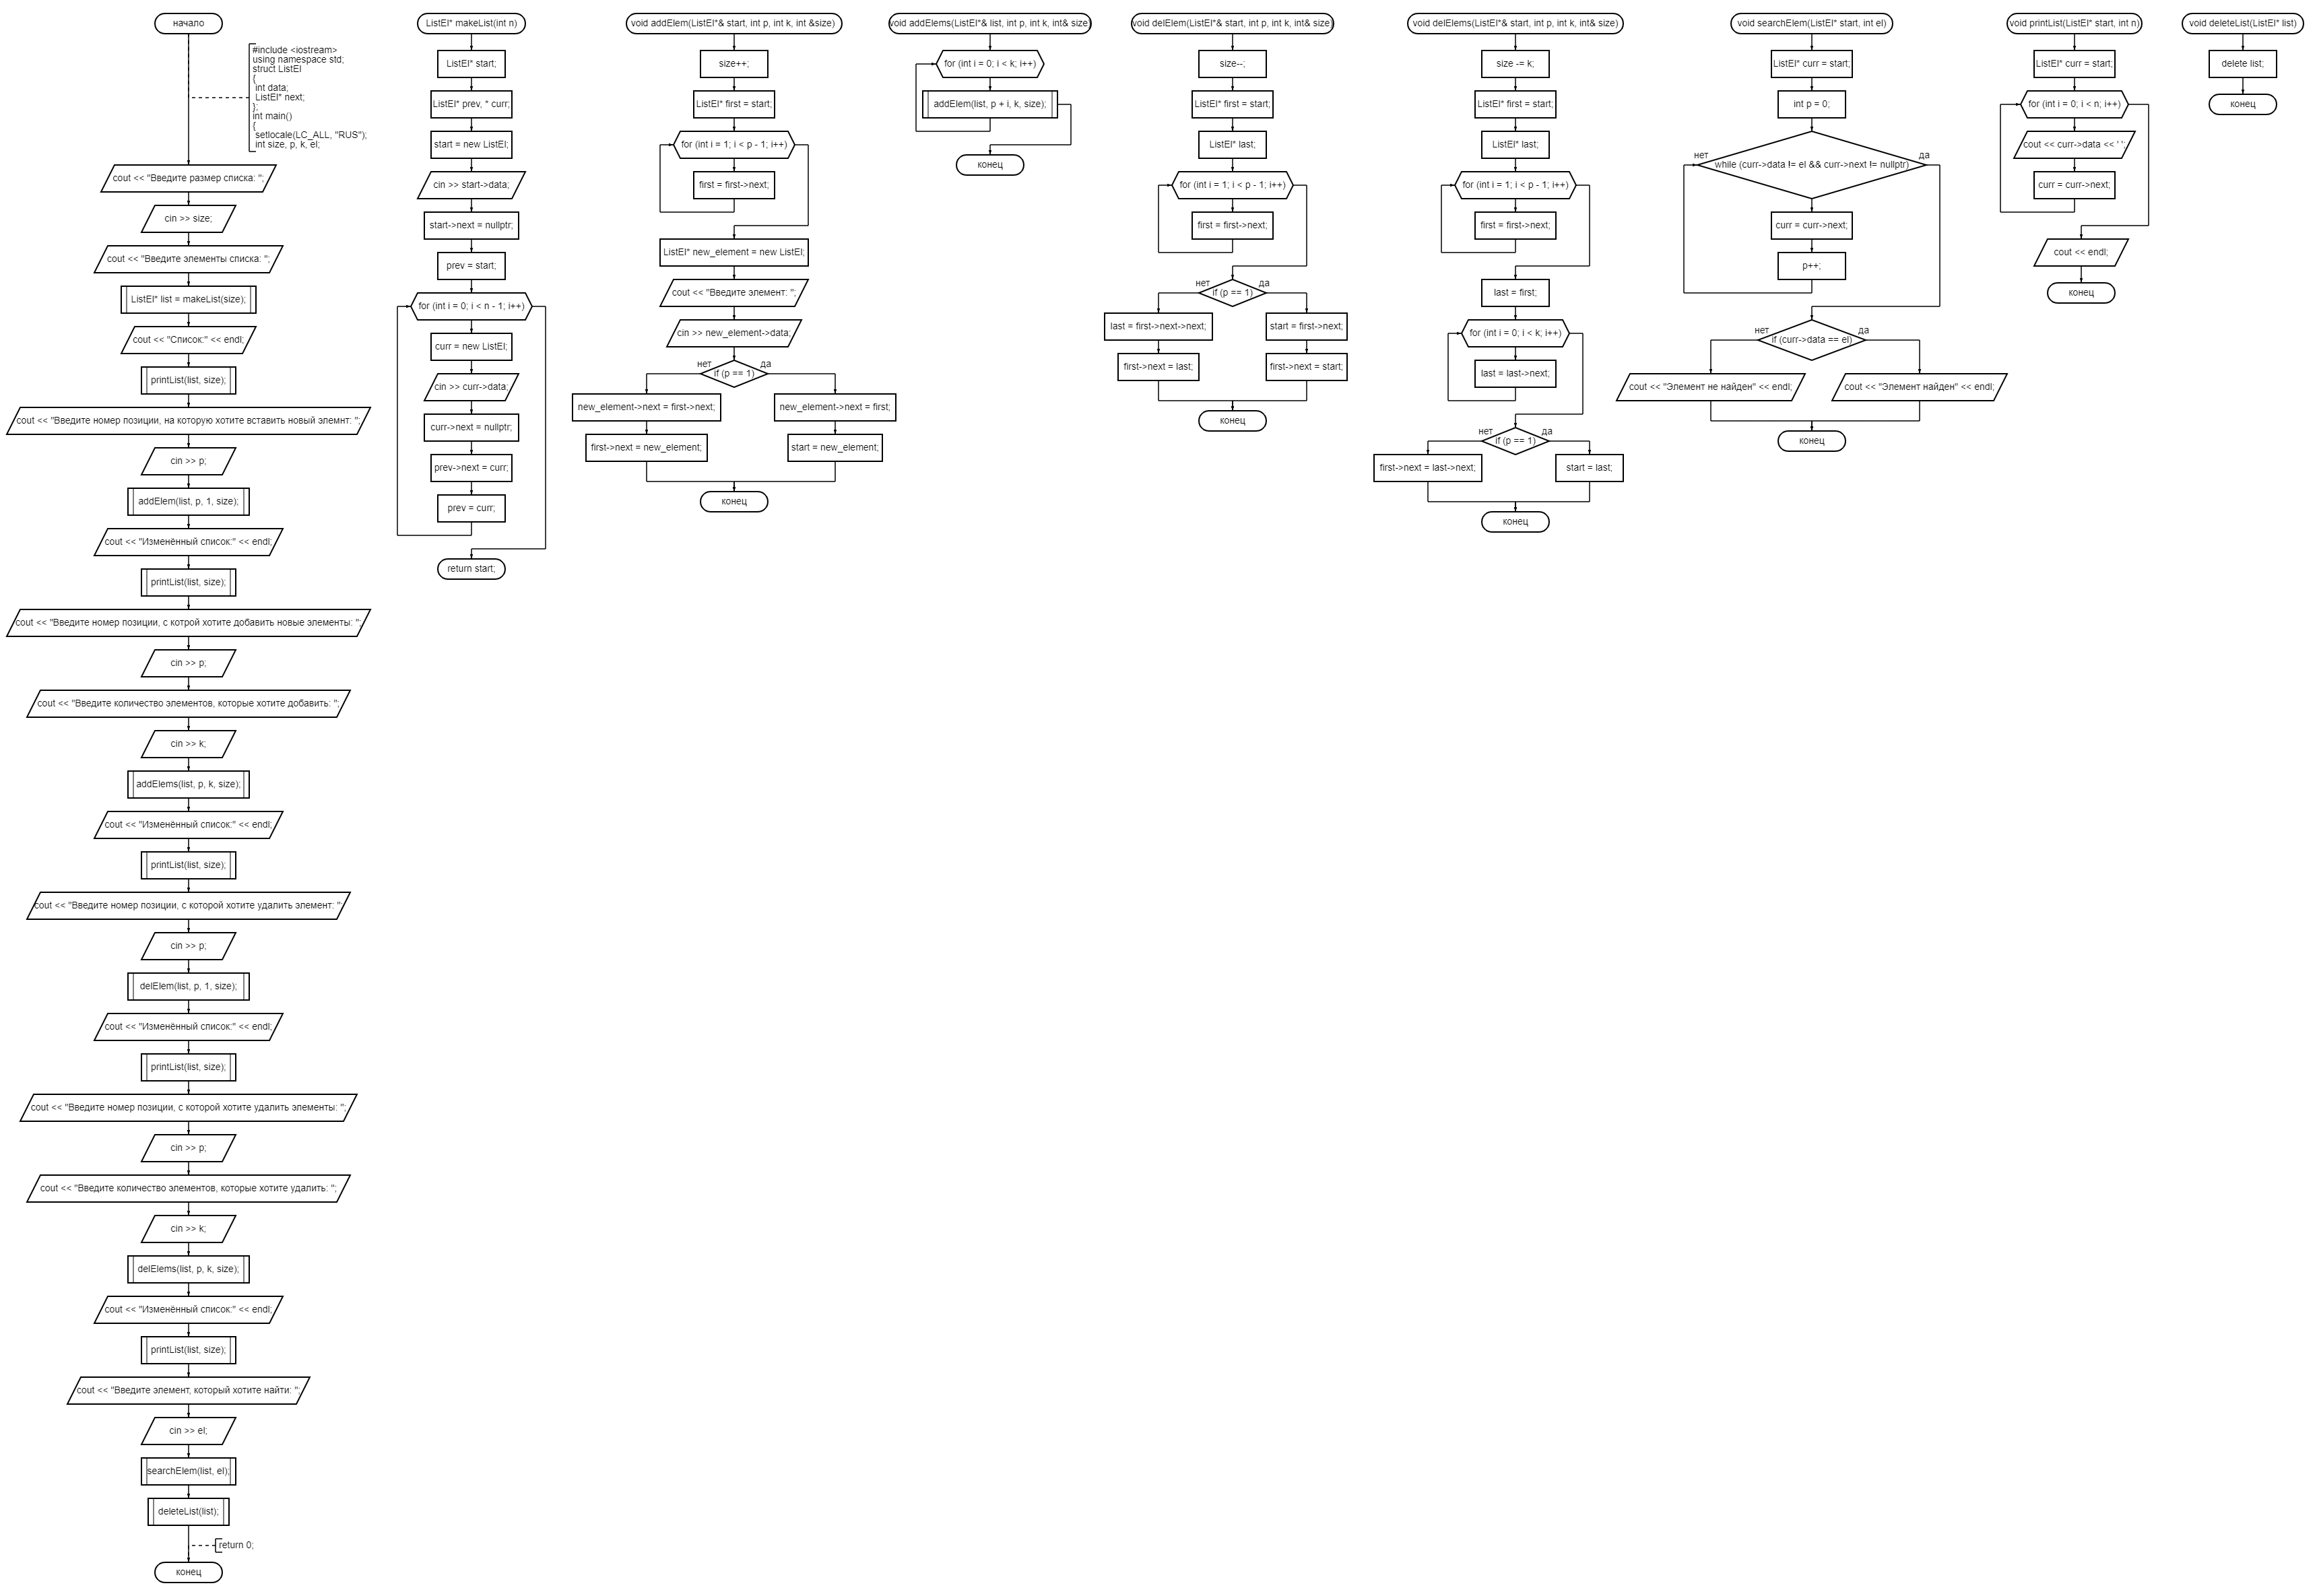 начало
#include <iostream>
using namespace std;
struct ListEl
{
int data;
ListEl* next;
};
int main()
{
setlocale(LC_ALL, "RUS");
int size, p, k, el;
cout << "Введите размер списка: ";
cin >> size;
cout << "Введите элементы списка: ";
ListEl* list = makeList(size);
cout << "Список:" << endl;
printList(list, size);
cout << "Введите номер позиции, на которую хотите вставить новый элемнт: ";
cin >> p;
addElem(list, p, 1, size);
cout << "Изменённый список:" << endl;
printList(list, size);
cout << "Введите номер позиции, с котрой хотите добавить новые элементы: ";
cin >> p;
cout << "Введите количество элементов, которые хотите добавить: ";
cin >> k;
addElems(list, p, k, size);
cout << "Изменённый список:" << endl;
printList(list, size);
cout << "Введите номер позиции, с которой хотите удалить элемент: ";
cin >> p;
delElem(list, p, 1, size);
cout << "Изменённый список:" << endl;
printList(list, size);
cout << "Введите номер позиции, с которой хотите удалить элементы: ";
cin >> p;
cout << "Введите количество элементов, которые хотите удалить: ";
cin >> k;
delElems(list, p, k, size);
cout << "Изменённый список:" << endl;
printList(list, size);
cout << "Введите элемент, который хотите найти: ";
cin >> el;
searchElem(list, el);
deleteList(list);
return 0;
конец
ListEl* makeList(int n)
ListEl* start;
ListEl* prev, * curr;
start = new ListEl;
cin >> start->data;
start->next = nullptr;
prev = start;
for (int i = 0; i < n - 1; i++)
curr = new ListEl;
cin >> curr->data;
curr->next = nullptr;
prev->next = curr;
prev = curr;
return start;
void addElem(ListEl*& start, int p, int k, int &size)
size++;
ListEl* first = start;
for (int i = 1; i < p - 1; i++)
first = first->next;
ListEl* new_element = new ListEl;
cout << "Введите элемент: ";
cin >> new_element->data;
нет
if (p == 1)
да
new_element->next = first->next;
new_element->next = first;
first->next = new_element;
start = new_element;
конец
void addElems(ListEl*& list, int p, int k, int& size)
for (int i = 0; i < k; i++)
addElem(list, p + i, k, size);
конец
void delElem(ListEl*& start, int p, int k, int& size)
size--;
ListEl* first = start;
ListEl* last;
for (int i = 1; i < p - 1; i++)
first = first->next;
нет
if (p == 1)
да
last = first->next->next;
start = first->next;
first->next = last;
first->next = start;
конец
void delElems(ListEl*& start, int p, int k, int& size)
size -= k;
ListEl* first = start;
ListEl* last;
for (int i = 1; i < p - 1; i++)
first = first->next;
last = first;
for (int i = 0; i < k; i++)
last = last->next;
нет
if (p == 1)
да
first->next = last->next;
start = last;
конец
void searchElem(ListEl* start, int el)
ListEl* curr = start;
int p = 0;
нет
while (curr->data != el && curr->next != nullptr)
да
curr = curr->next;
p++;
нет
if (curr->data == el)
да
cout << "Элемент не найден" << endl;
cout << "Элемент найден" << endl;
конец
void printList(ListEl* start, int n)
ListEl* curr = start;
for (int i = 0; i < n; i++)
cout << curr->data << ' ';
curr = curr->next;
cout << endl;
конец
void deleteList(ListEl* list)
delete list;
конец